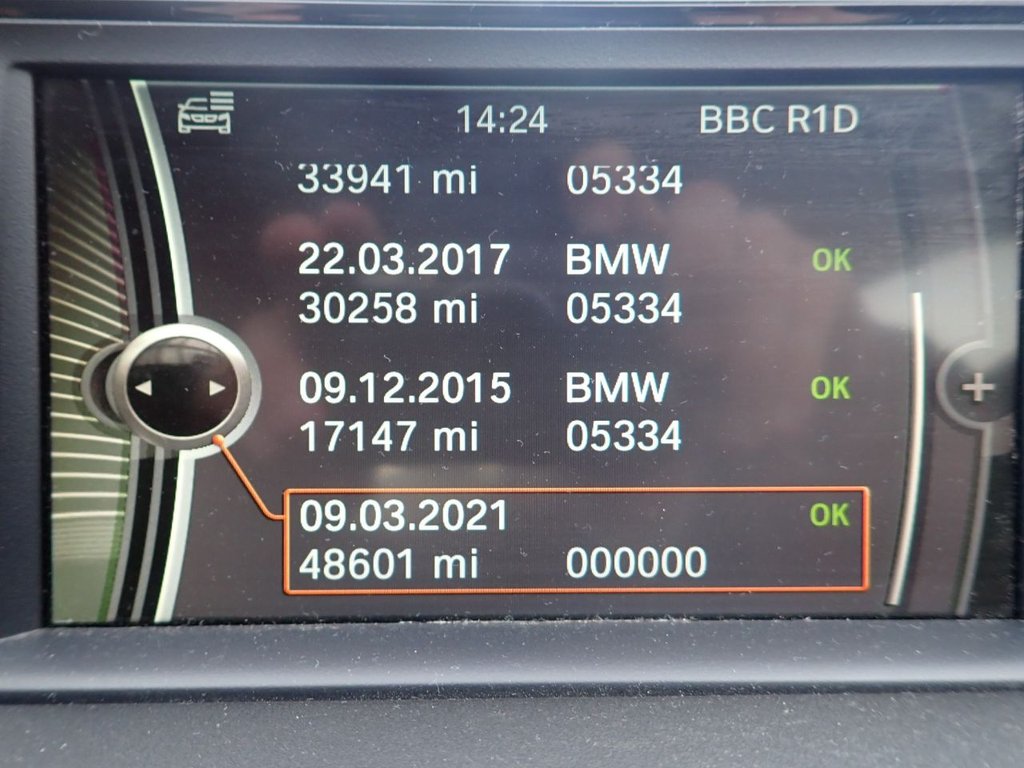 14:24 BBC R1D
33941 mi 05334
22.03.2017 BMW OK
30258 mi 05334
09.12.2015 BMW OK
17147 mi 05334
09.03.2021 OK
48601 mi 000000